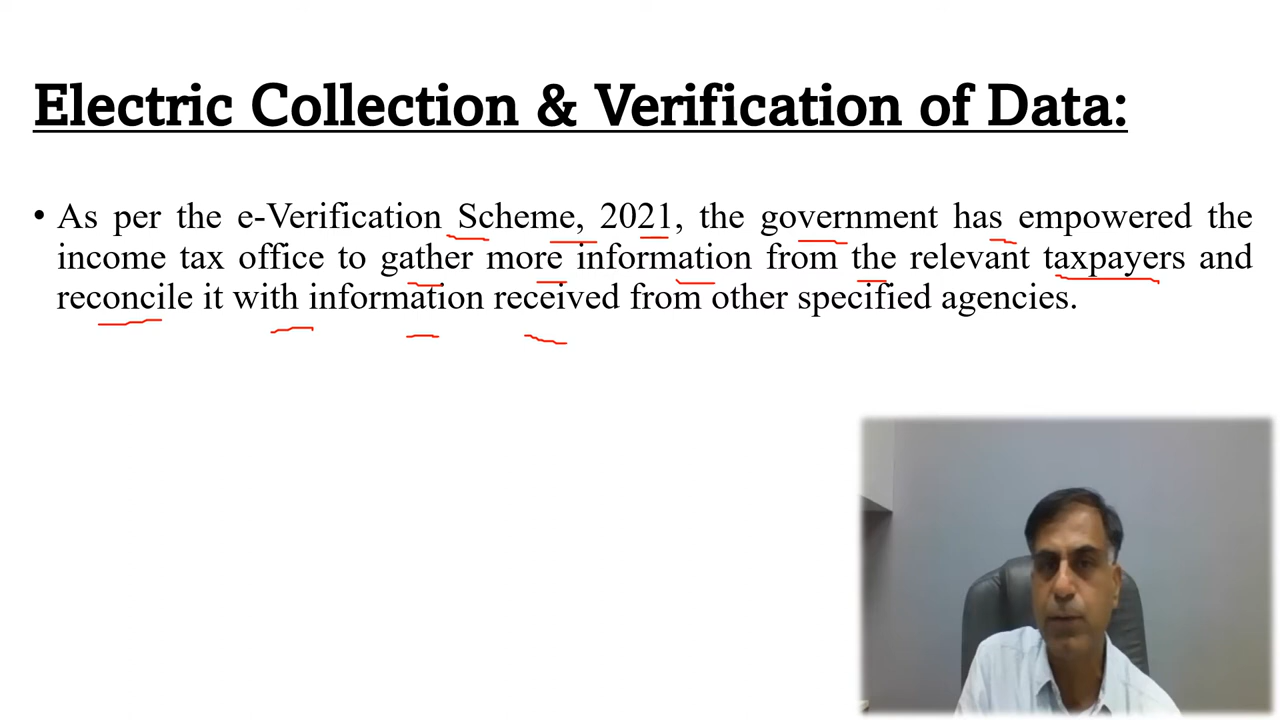 Electric Collection & Verification of Data:
• As per the e-Verification Scheme, 2021, the government has empowered the
income tax office to gather more information from the relevant taxpayers and
reconcile it with information received from other specified agencies.